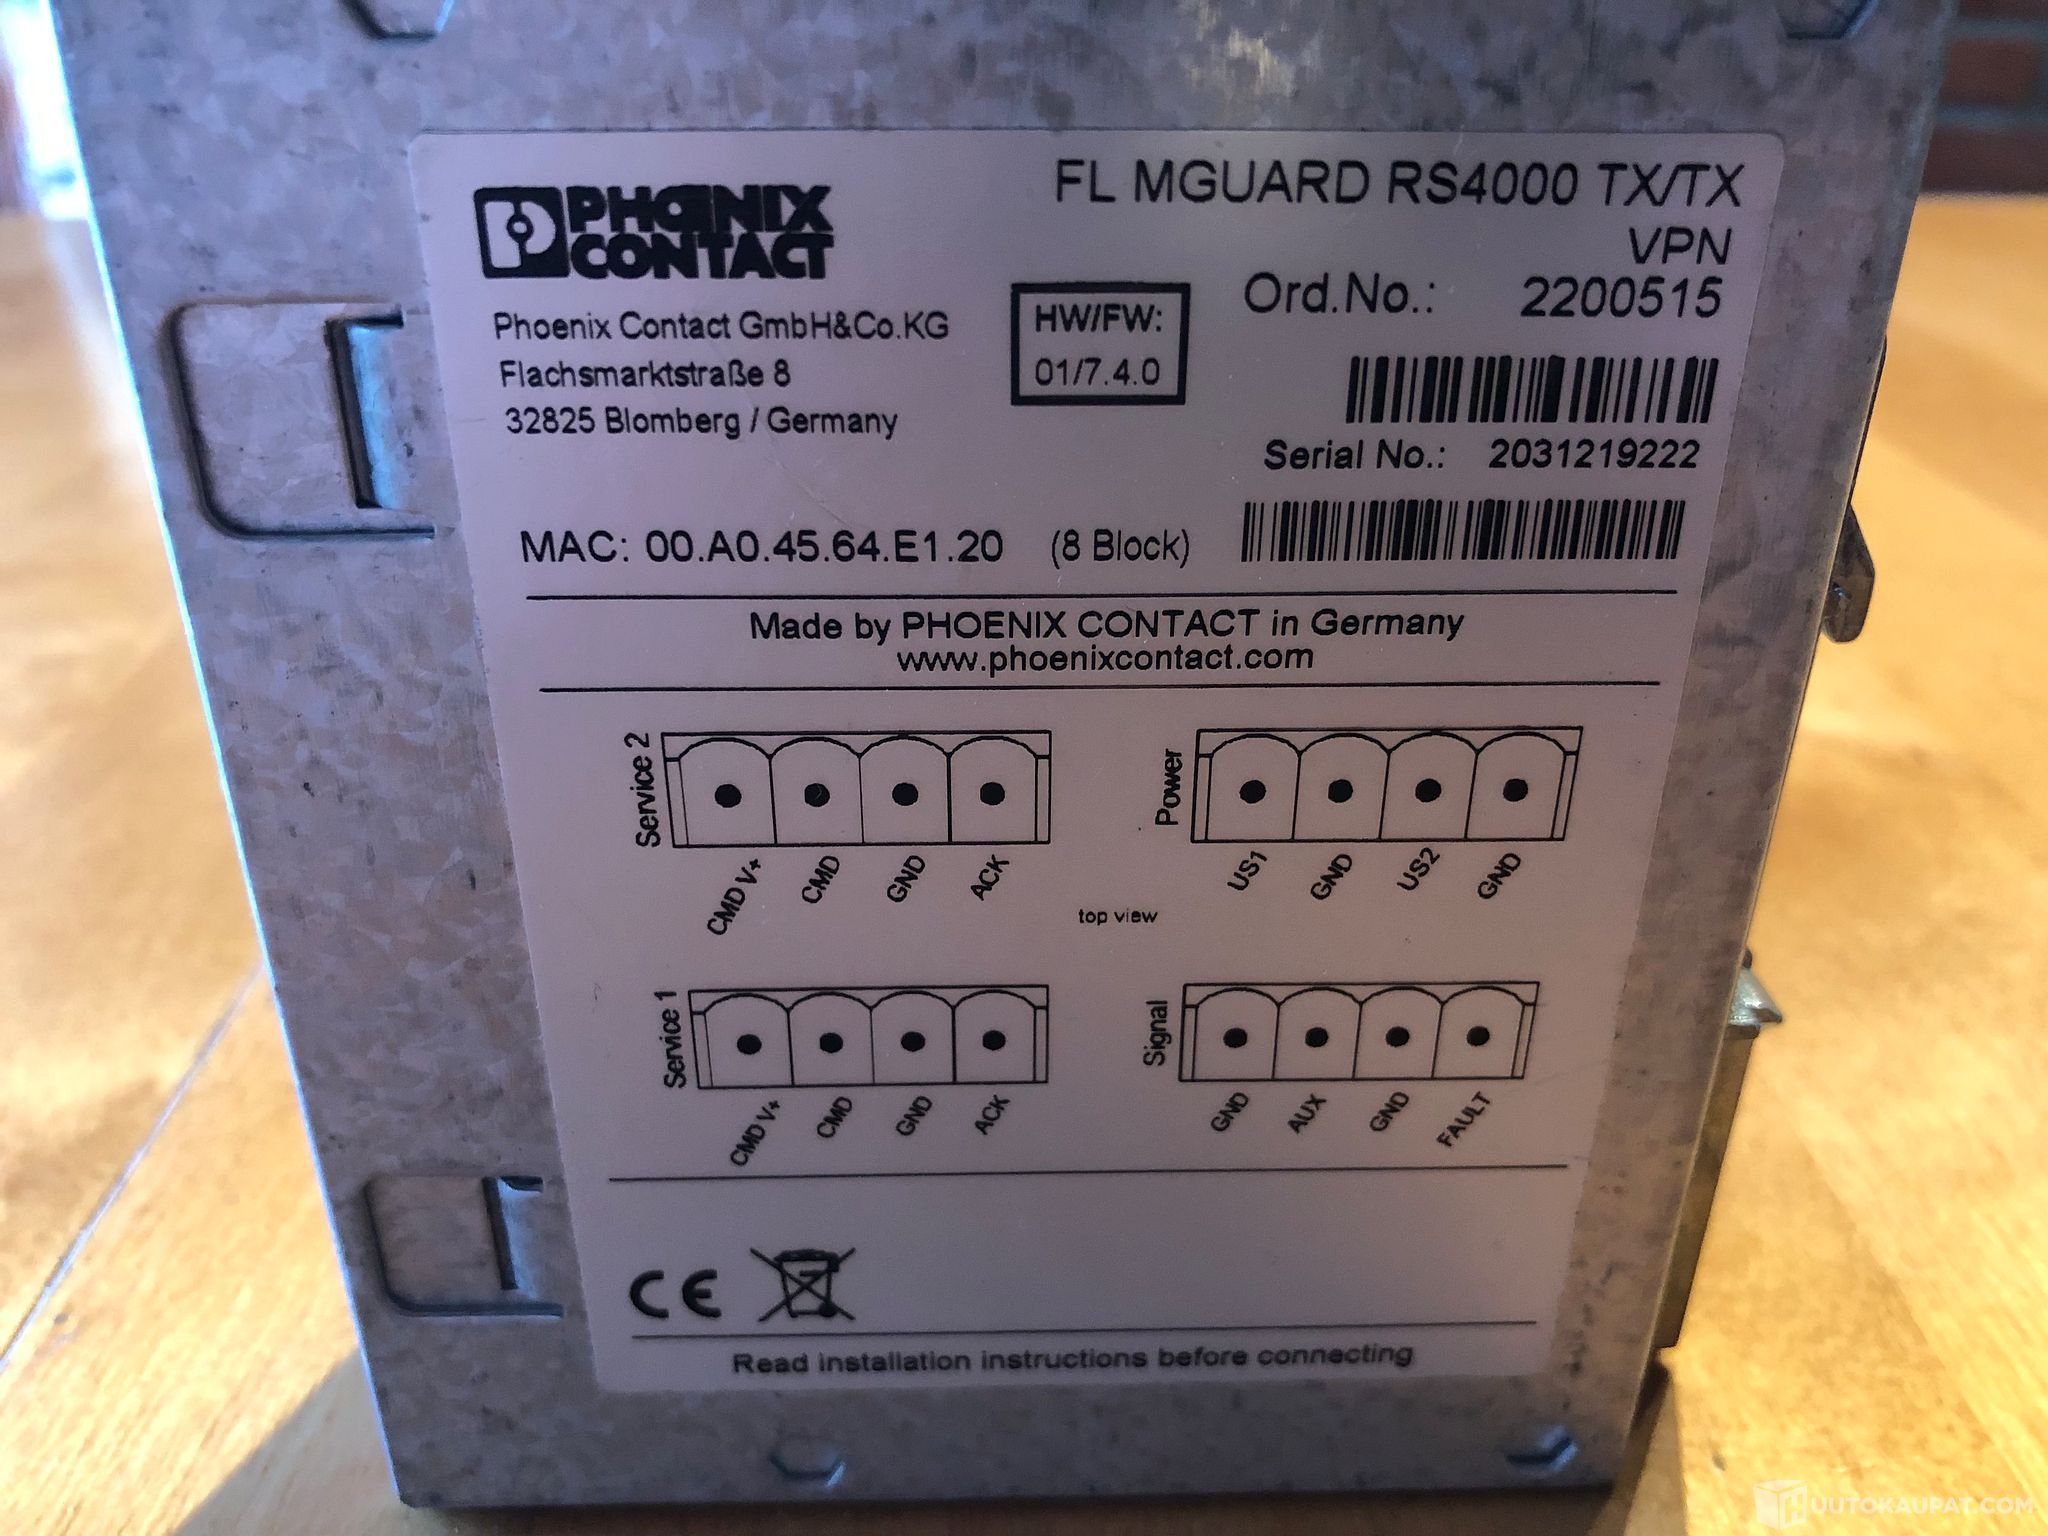 PHOENIX
CONTACT
FL MGUARD RS4000 TX/TX
VPN
Phoenix Contact GmbH&Co.KG
Flachsmarktstraße 8
32825 Blomberg / Germany
HW/FW:
01/7.4.0
Ord.No.: 2200515
Serial No.: 2031219222
MAC: 00.A0.45.64.E1.20 (8 Block)
Made by PHOENIX CONTACT in Germany
www.phoenixcontact.com
Service 2
CMD V+ CMD GND ACK
Power
US1 GND US2 GND
top view
Service 1
CMD V+ CMD GND ACK
Signal
GND AUX GND FAULT
CE
Read installation instructions before connecting
HUUTOKAUPAT.COM